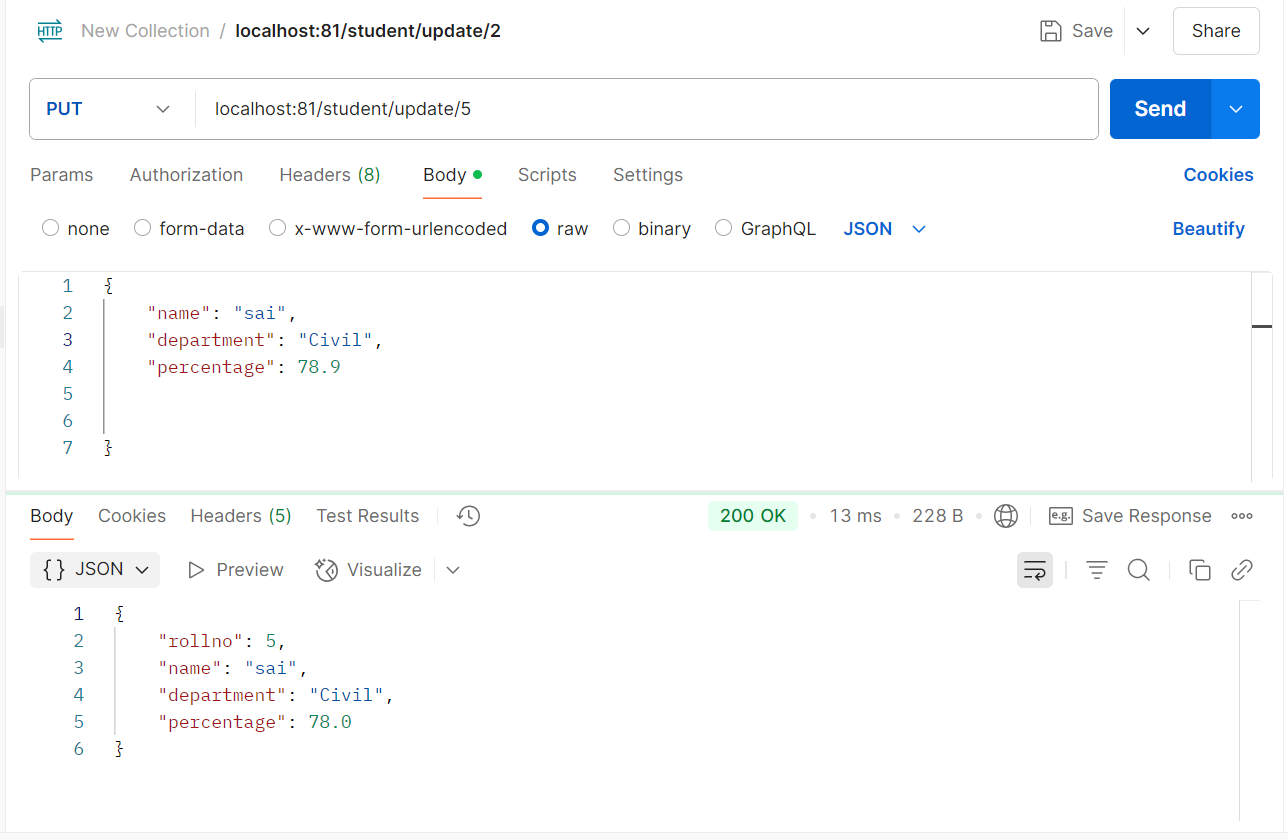 HTTP New Collection / localhost:81/student/update/2 Save Share
PUT localhost:81/student/update/5 Send
Params Authorization Headers (8) Body Scripts Settings Cookies
none form-data x-www-form-urlencoded raw binary GraphQL JSON Beautify
1 {
2 "name": "sai",
3 "department": "Civil",
4 "percentage": 78.9
5
6
7 }
Body Cookies Headers (5) Test Results 200 OK 13 ms 228 B e.g. Save Response
{} JSON Preview Visualize
1 {
2 "rollno": 5,
3 "name": "sai",
4 "department": "Civil",
5 "percentage": 78.0
6 }